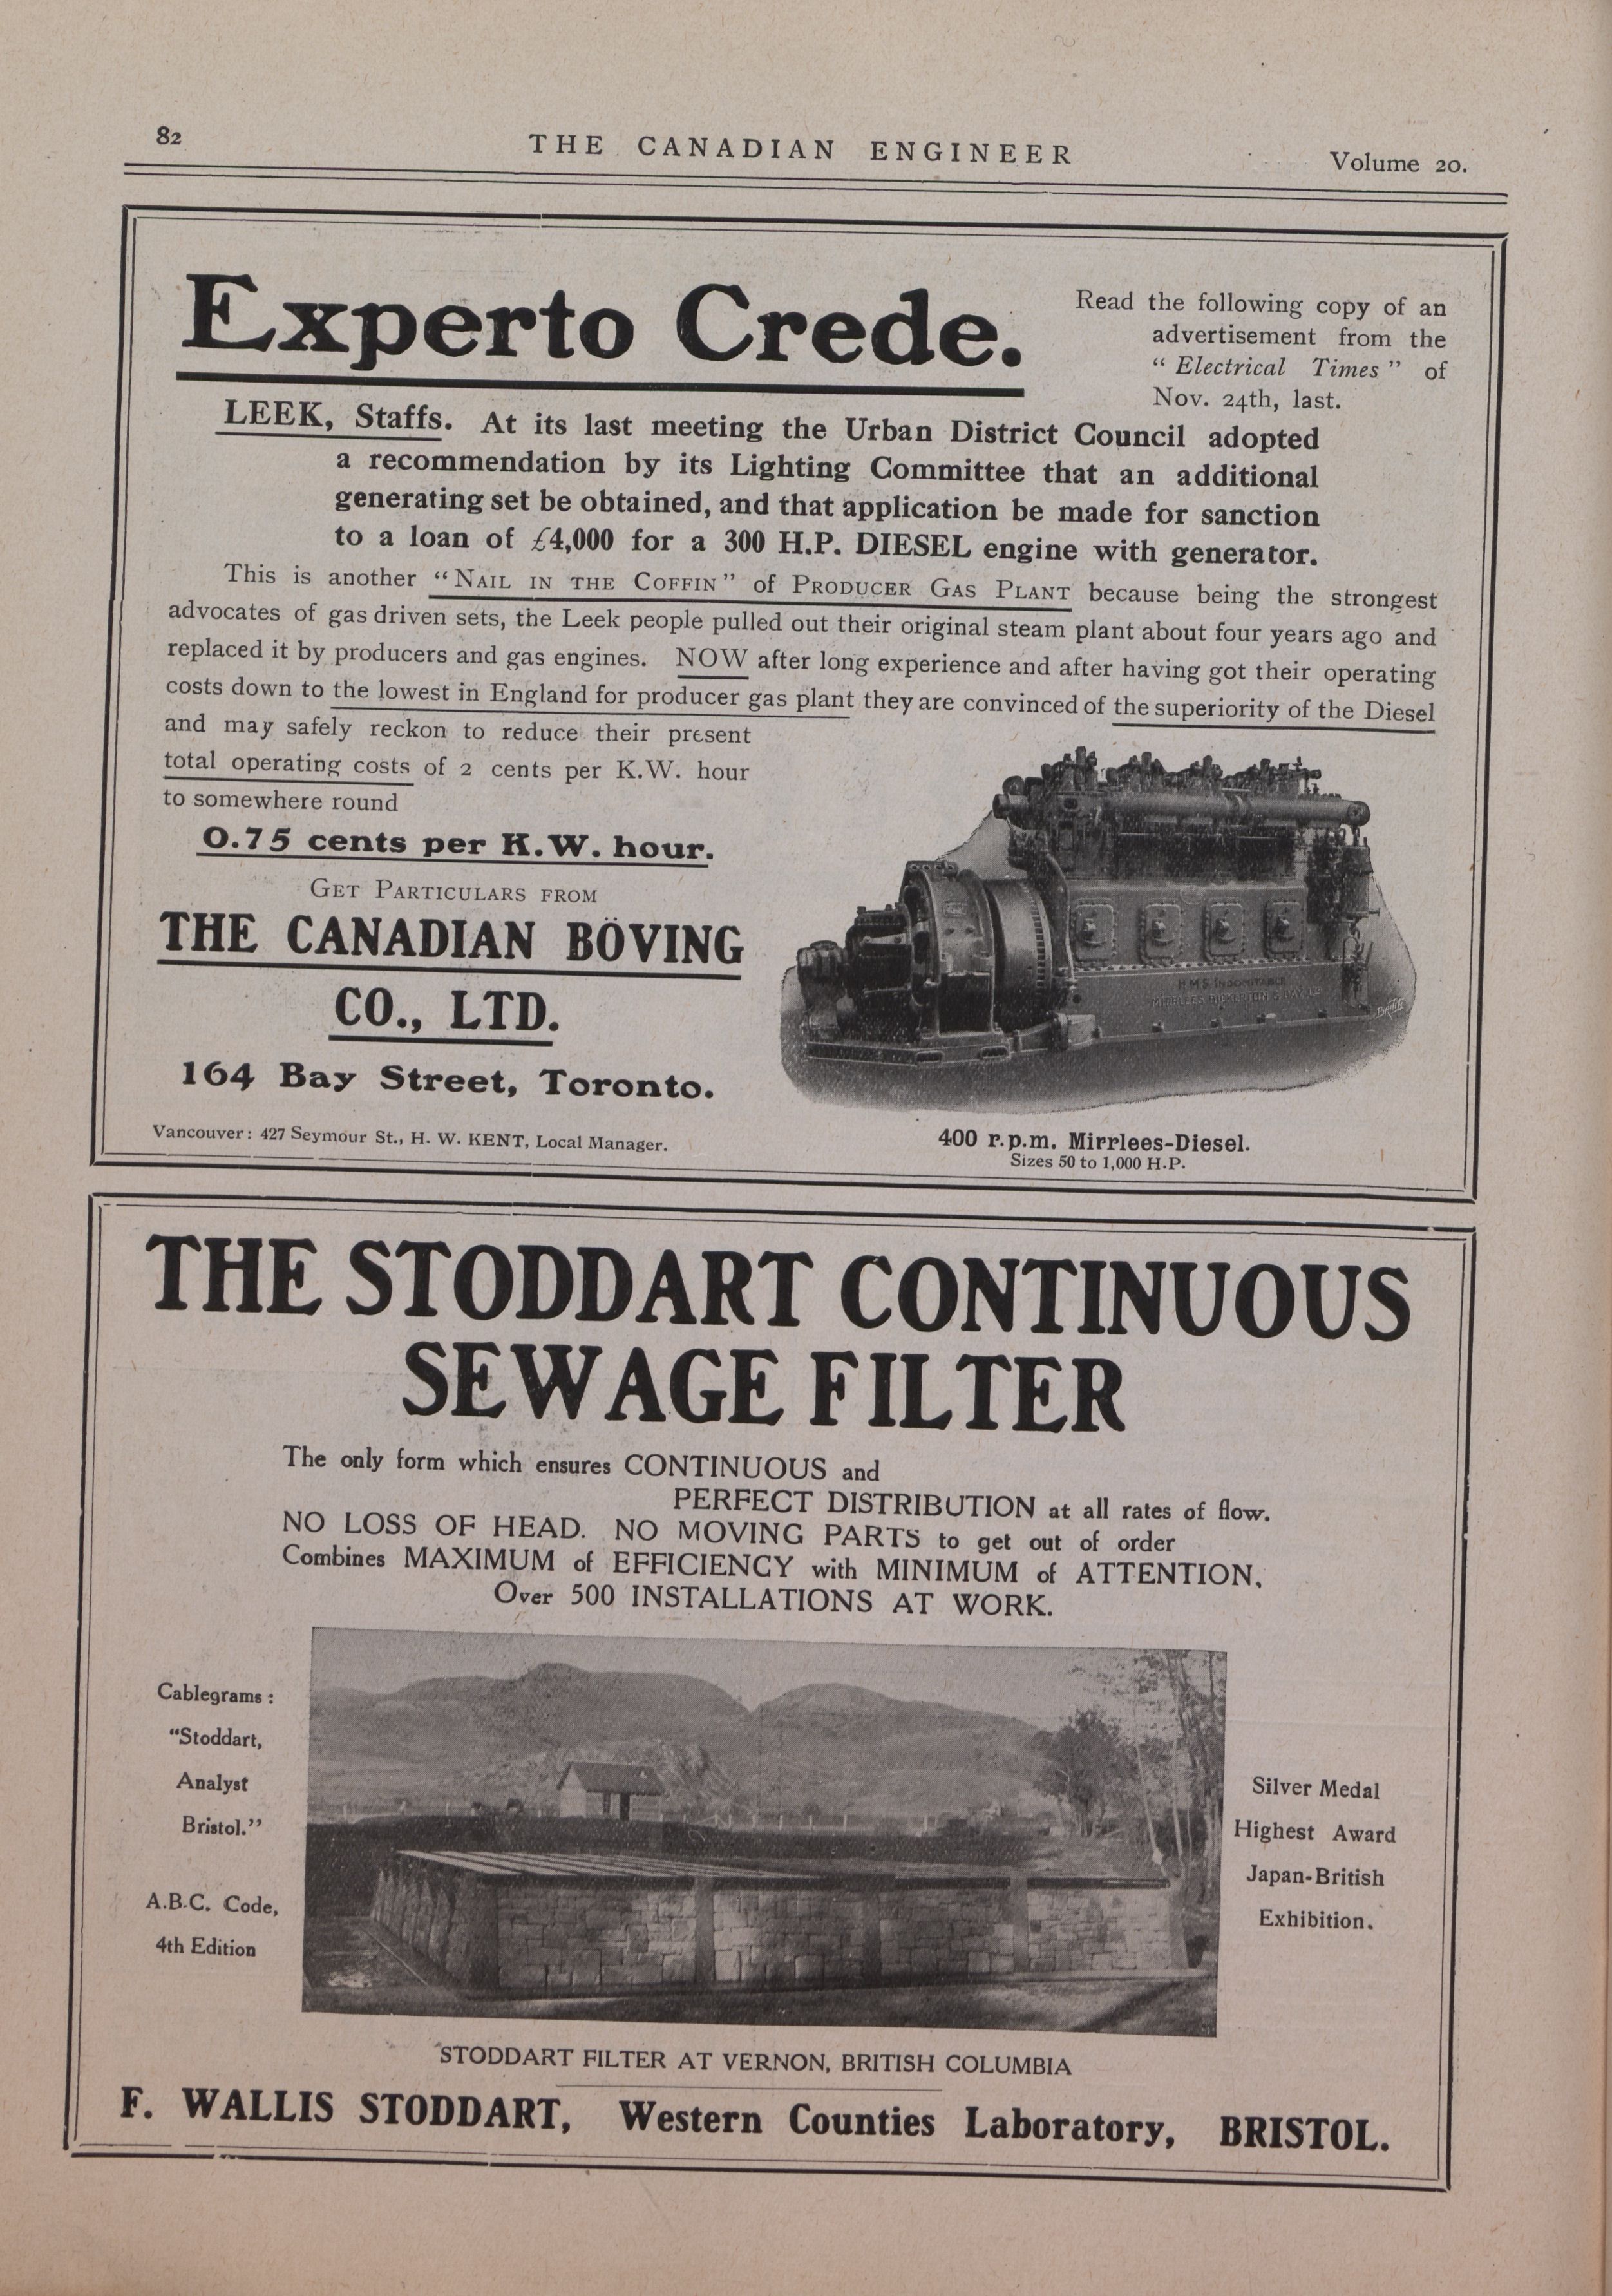 82
THE CANADIAN ENGINEER
Volume 20.
Experto Crede.
Read the following copy of an
advertisement from the
“Electrical Times” of
Nov. 24th, last.
LEEK, Staffs. At its last meeting the Urban District Council adopted
a recommendation by its Lighting Committee that an additional
generating set be obtained, and that application be made for sanction
to a loan of £4,000 for a 300 H.P. DIESEL engine with generator.
This is another “NAIL IN THE COFFIN” of PRODUCER GAS PLANT because being the strongest
advocates of gas driven sets, the Leek people pulled out their original steam plant about four years ago and
replaced it by producers and gas engines. NOW after long experience and after having got their operating
costs down to the lowest in England for producer gas plant they are convinced of the superiority of the Diesel
and may safely reckon to reduce their present
total operating costs of 2 cents per K.W. hour
to somewhere round
0.75 cents per K.W. hour.
GET PARTICULARS FROM
THE CANADIAN BÖVING
CO., LTD.
164 Bay Street, Toronto.
Vancouver: 427 Seymour St., H. W. KENT, Local Manager.
H.M.S. INDOMITABLE
MIRRLEES BICKERTON & DAY LD
400 r.p.m. Mirrlees-Diesel.
Sizes 50 to 1,000 H.P.
THE STODDART CONTINUOUS
SEWAGE FILTER
The only form which ensures CONTINUOUS and
PERFECT DISTRIBUTION at all rates of flow.
NO LOSS OF HEAD. NO MOVING PARTS to get out of order
Combines MAXIMUM of EFFICIENCY with MINIMUM of ATTENTION,
Over 500 INSTALLATIONS AT WORK.
Cablegrams:
“Stoddart,
Analyst
Bristol.”
A.B.C. Code,
4th Edition
Silver Medal
Highest Award
Japan-British
Exhibition.
STODDART FILTER AT VERNON, BRITISH COLUMBIA
F. WALLIS STODDART, Western Counties Laboratory, BRISTOL.